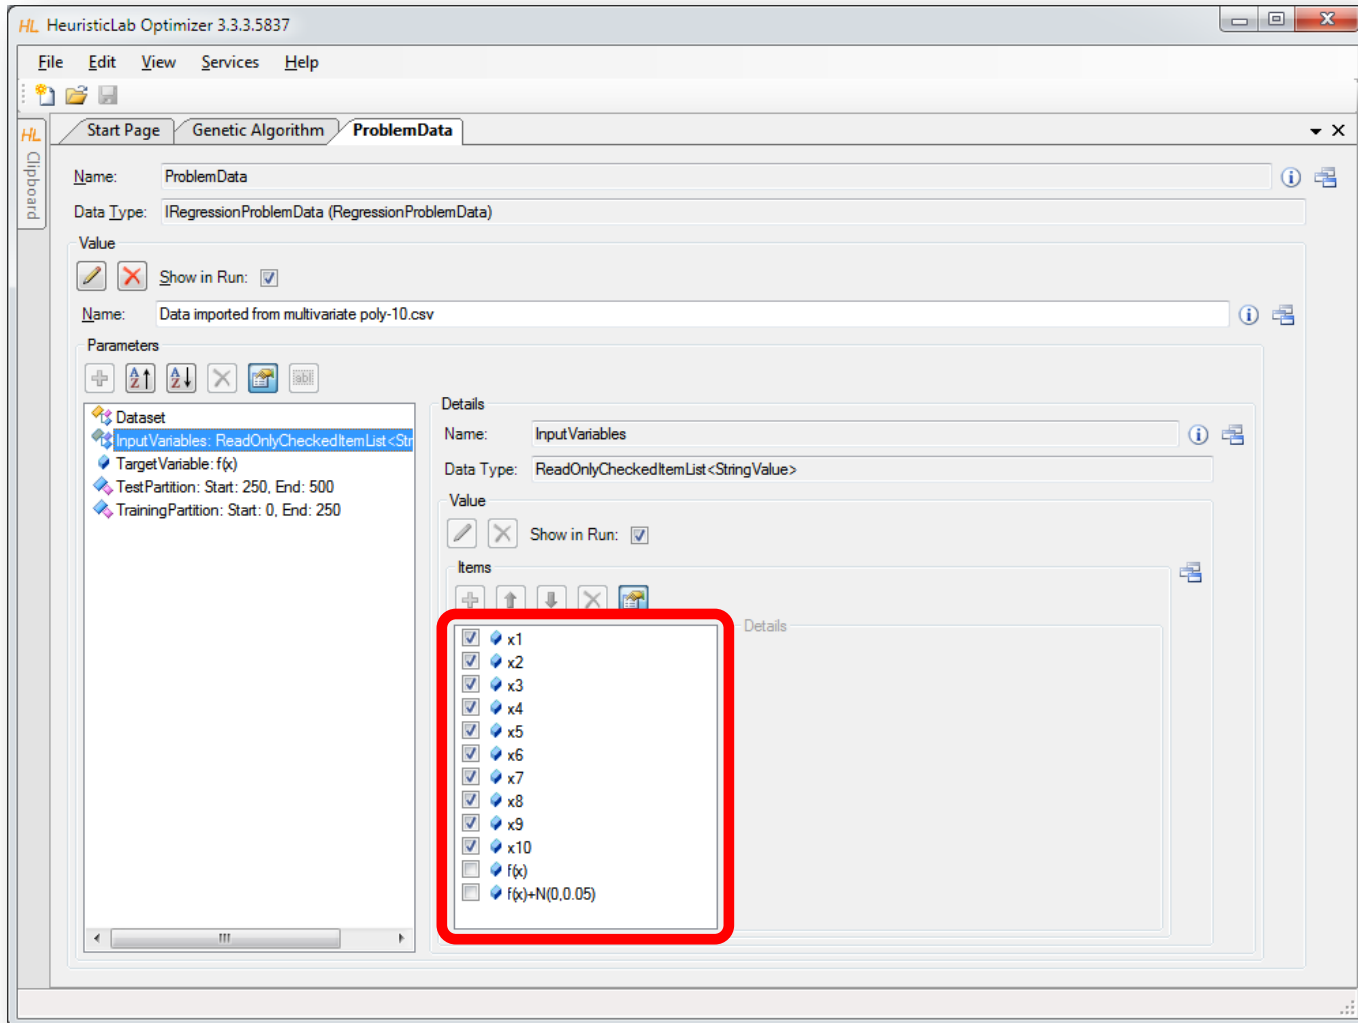 HL HeuristicLab Optimizer 3.3.3.5837
File Edit View Services Help
HL Clipboard
Start Page Genetic Algorithm ProblemData
Name: ProblemData
Data Type: IRegressionProblemData (RegressionProblemData)
Value
Show in Run:
Name: Data imported from multivariate poly-10.csv
Parameters
Dataset
InputVariables: ReadOnlyCheckedItemList<Str
TargetVariable: f(x)
TestPartition: Start: 250, End: 500
TrainingPartition: Start: 0, End: 250
Details
Name: InputVariables
Data Type: ReadOnlyCheckedItemList<StringValue>
Value
Show in Run:
Items
x1
x2
x3
x4
x5
x6
x7
x8
x9
x10
f(x)
f(x)+N(0,0.05)
Details